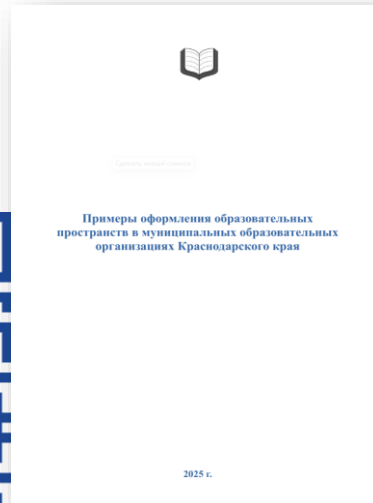 Примеры оформления образовательных
пространств в муниципальных образовательных
организациях Краснодарского края
2025 г.